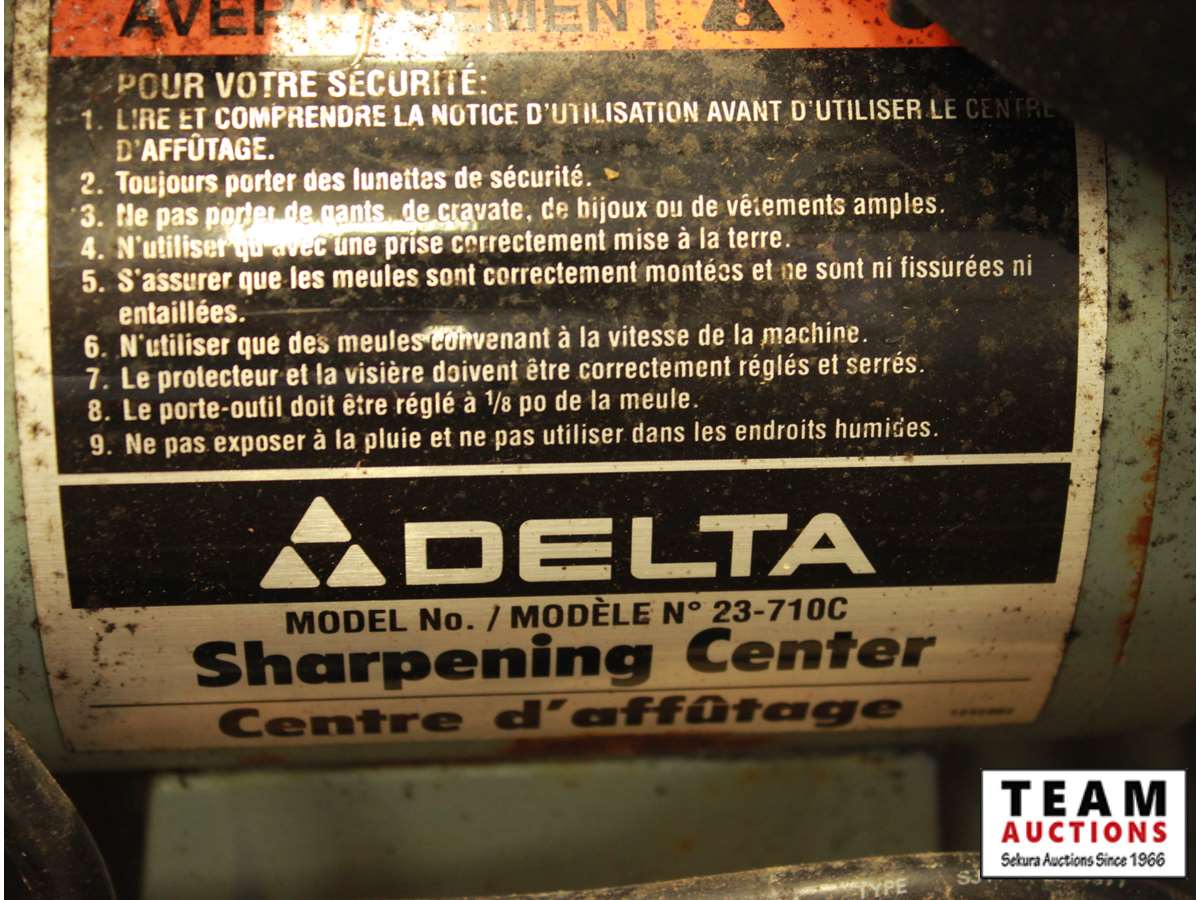 AVERTISSEMENT
POUR VOTRE SÉCURITÉ:
1. LIRE ET COMPRENDRE LA NOTICE D'UTILISATION AVANT D'UTILISER LE CENTRE
D'AFFÛTAGE.
2. Toujours porter des lunettes de sécurité.
3. Ne pas porter de gants, de cravate, de bijoux ou de vêtements amples.
4. N'utiliser qu'avec une prise correctement mise à la terre.
5. S'assurer que les meules sont correctement montées et ne sont ni fissurées ni
entaillées.
6. N'utiliser que des meules convenant à la vitesse de la machine.
7. Le protecteur et la visière doivent être correctement réglés et serrés.
8. Le porte-outil doit être réglé à 1/8 po de la meule.
9. Ne pas exposer à la pluie et ne pas utiliser dans les endroits humides.
DELTA
MODEL No. / MODÈLE N° 23-710C
Sharpening Center
Centre d'affûtage
TYPE
TEAM
AUCTIONS
Sekura Auctions Since 1966